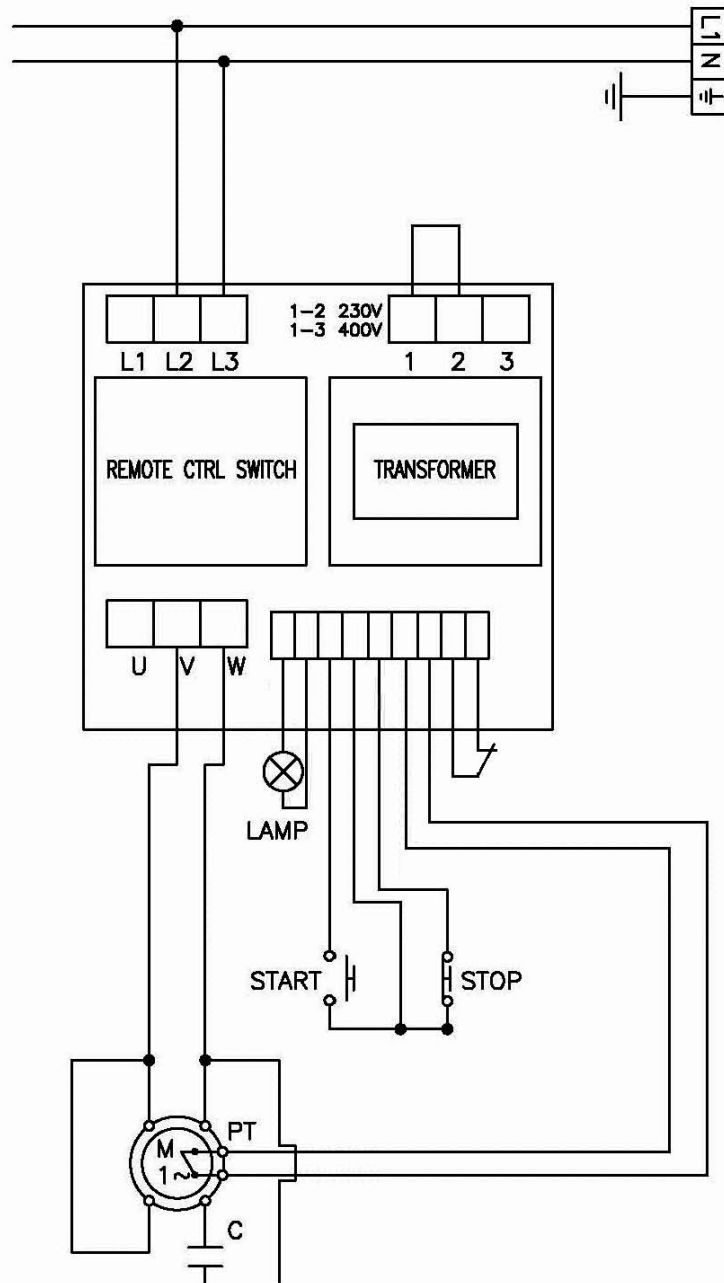 L1
N
1-2 230V
1-3 400V
L1 L2 L3
1 2 3
REMOTE CTRL SWITCH
TRANSFORMER
U V W
LAMP
START
STOP
PT
M
1~
C